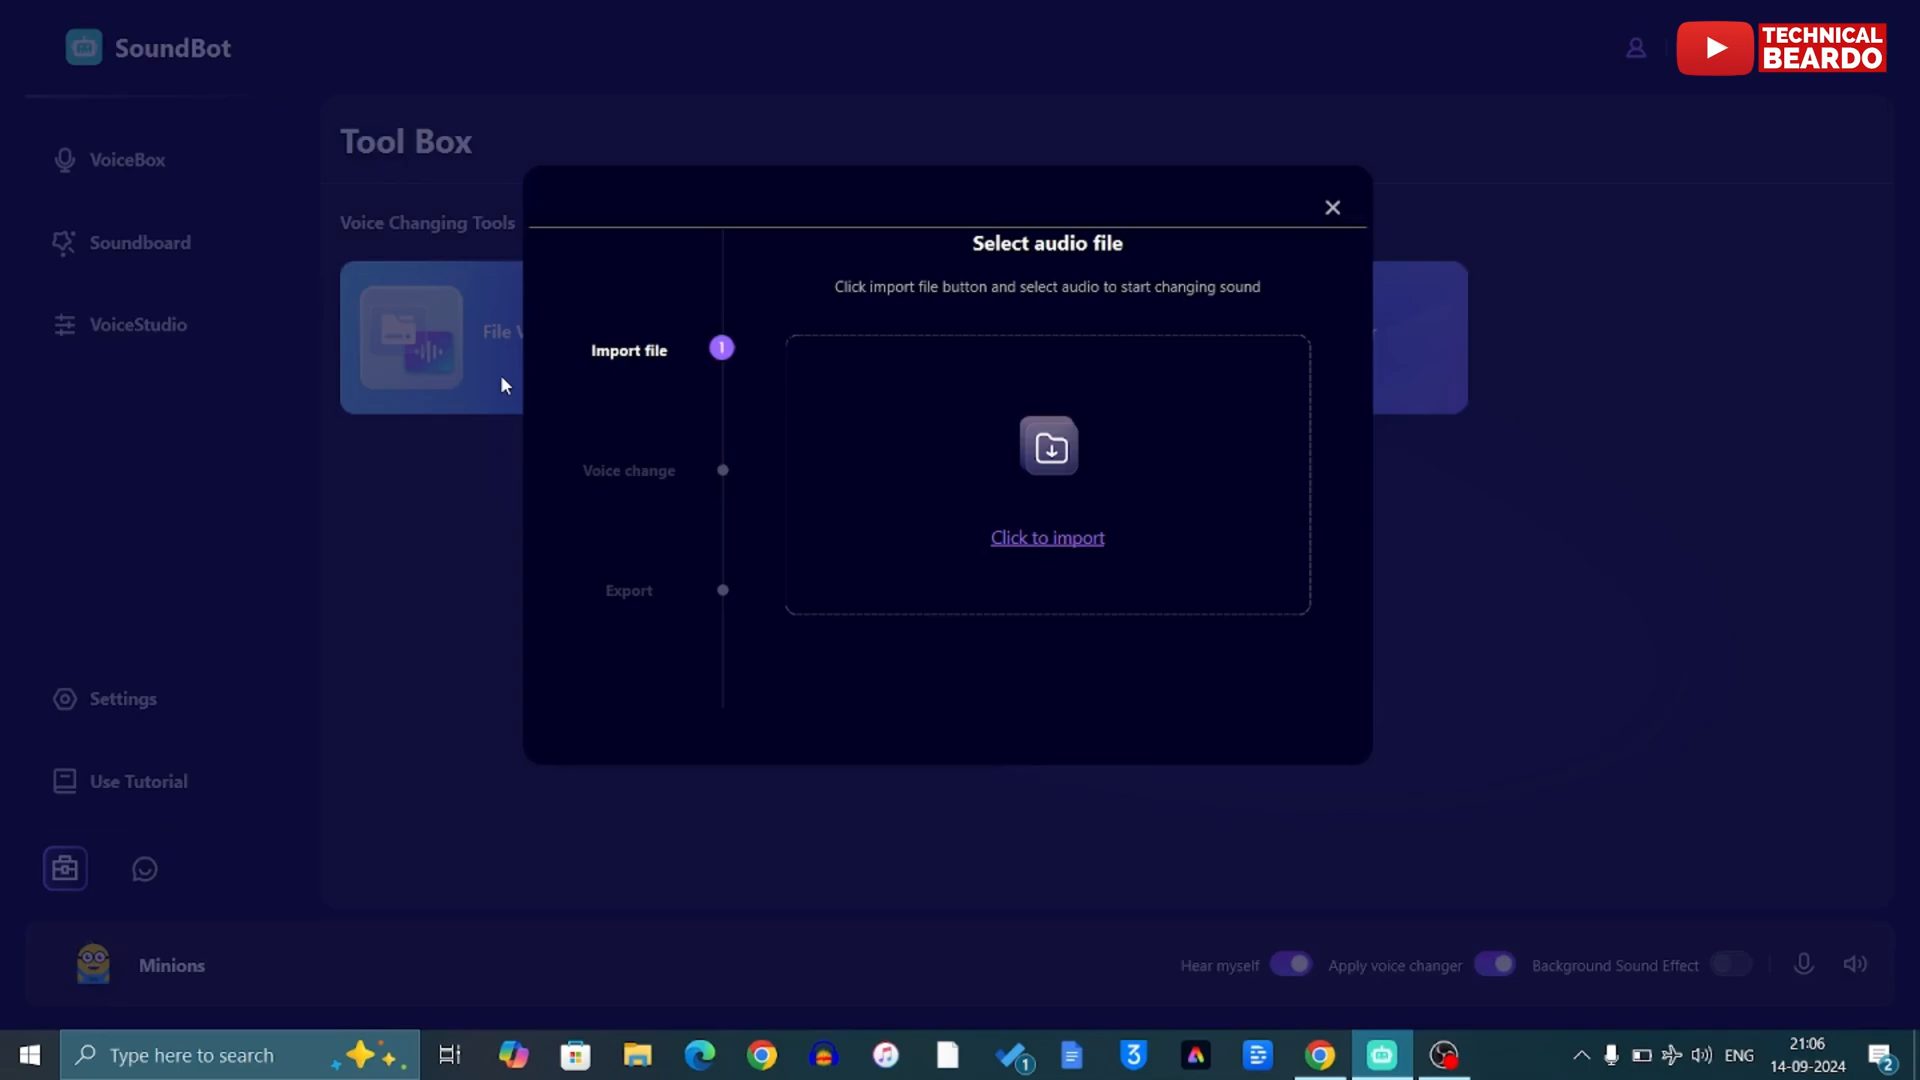 SoundBot
TECHNICAL
BEARDO
Tool Box
VoiceBox
Voice Changing Tools
Soundboard
Select audio file
Click import file button and select audio to start changing sound
VoiceStudio
File V
Import file
1
Voice change
Click to import
Export
Settings
Use Tutorial
Minions
Hear myself
Apply voice changer
Background Sound Effect
Type here to search
1
3
ENG
21:06
14-09-2024
2